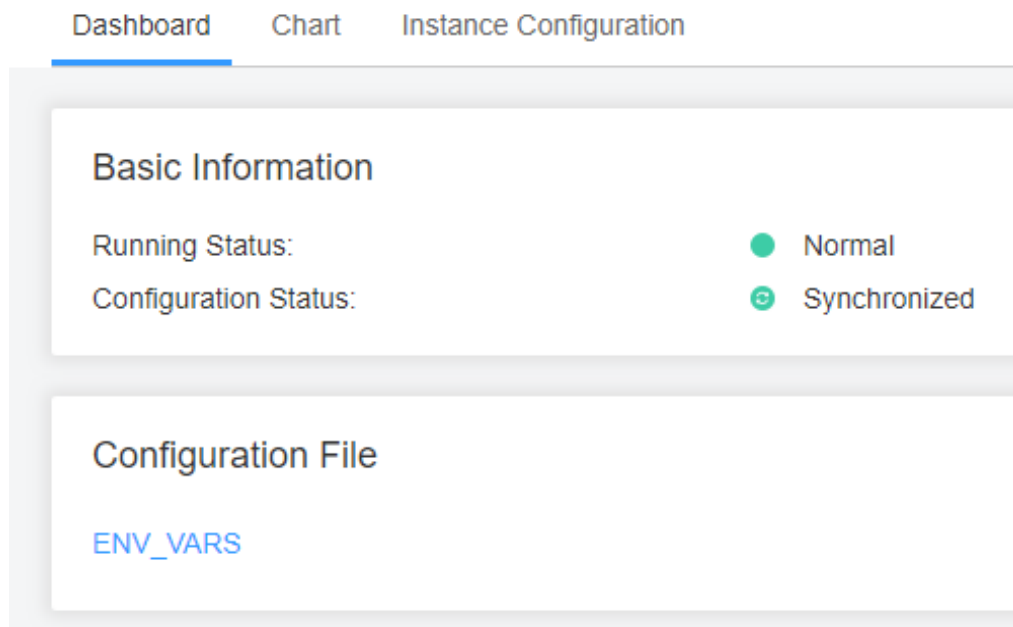 Dashboard Chart Instance Configuration
Basic Information
Running Status: Normal
Configuration Status: Synchronized
Configuration File
ENV_VARS